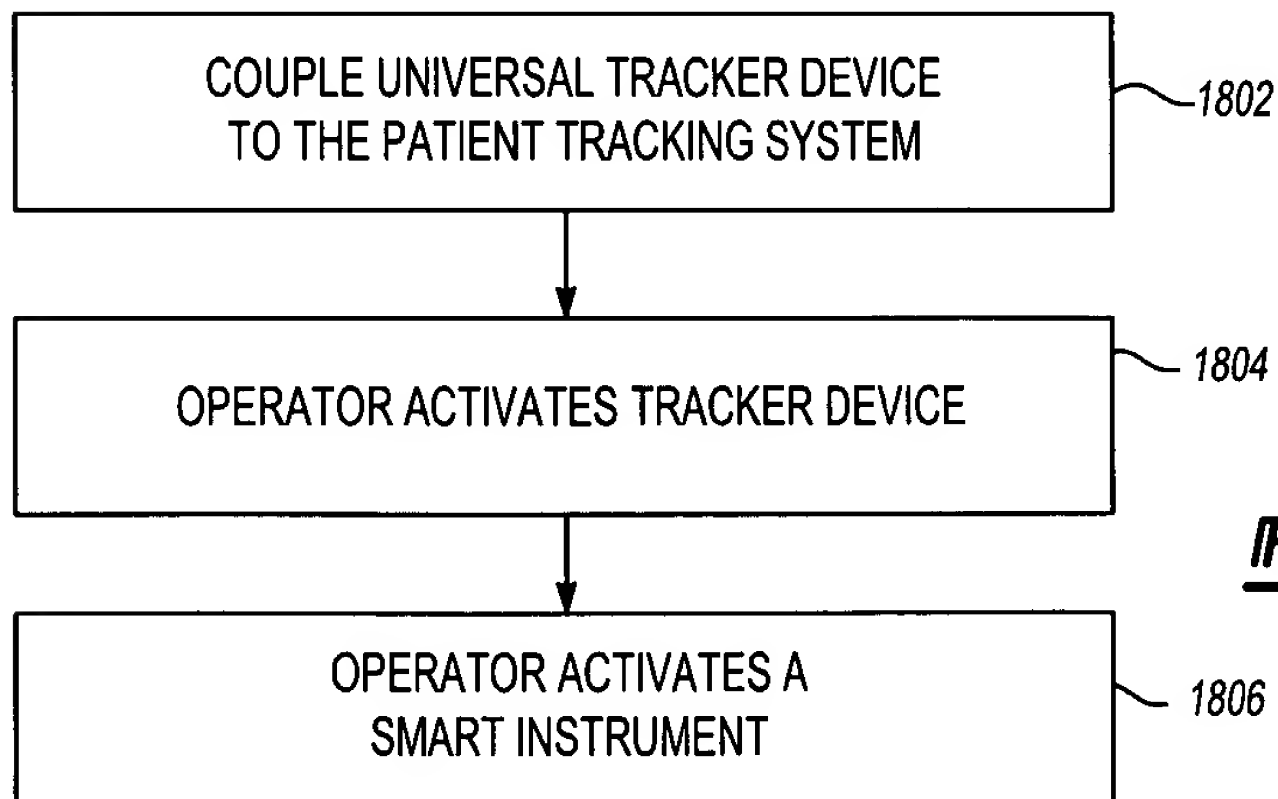 COUPLE UNIVERSAL TRACKER DEVICE
TO THE PATIENT TRACKING SYSTEM
1802
OPERATOR ACTIVATES TRACKER DEVICE
1804
OPERATOR ACTIVATES A
SMART INSTRUMENT
1806